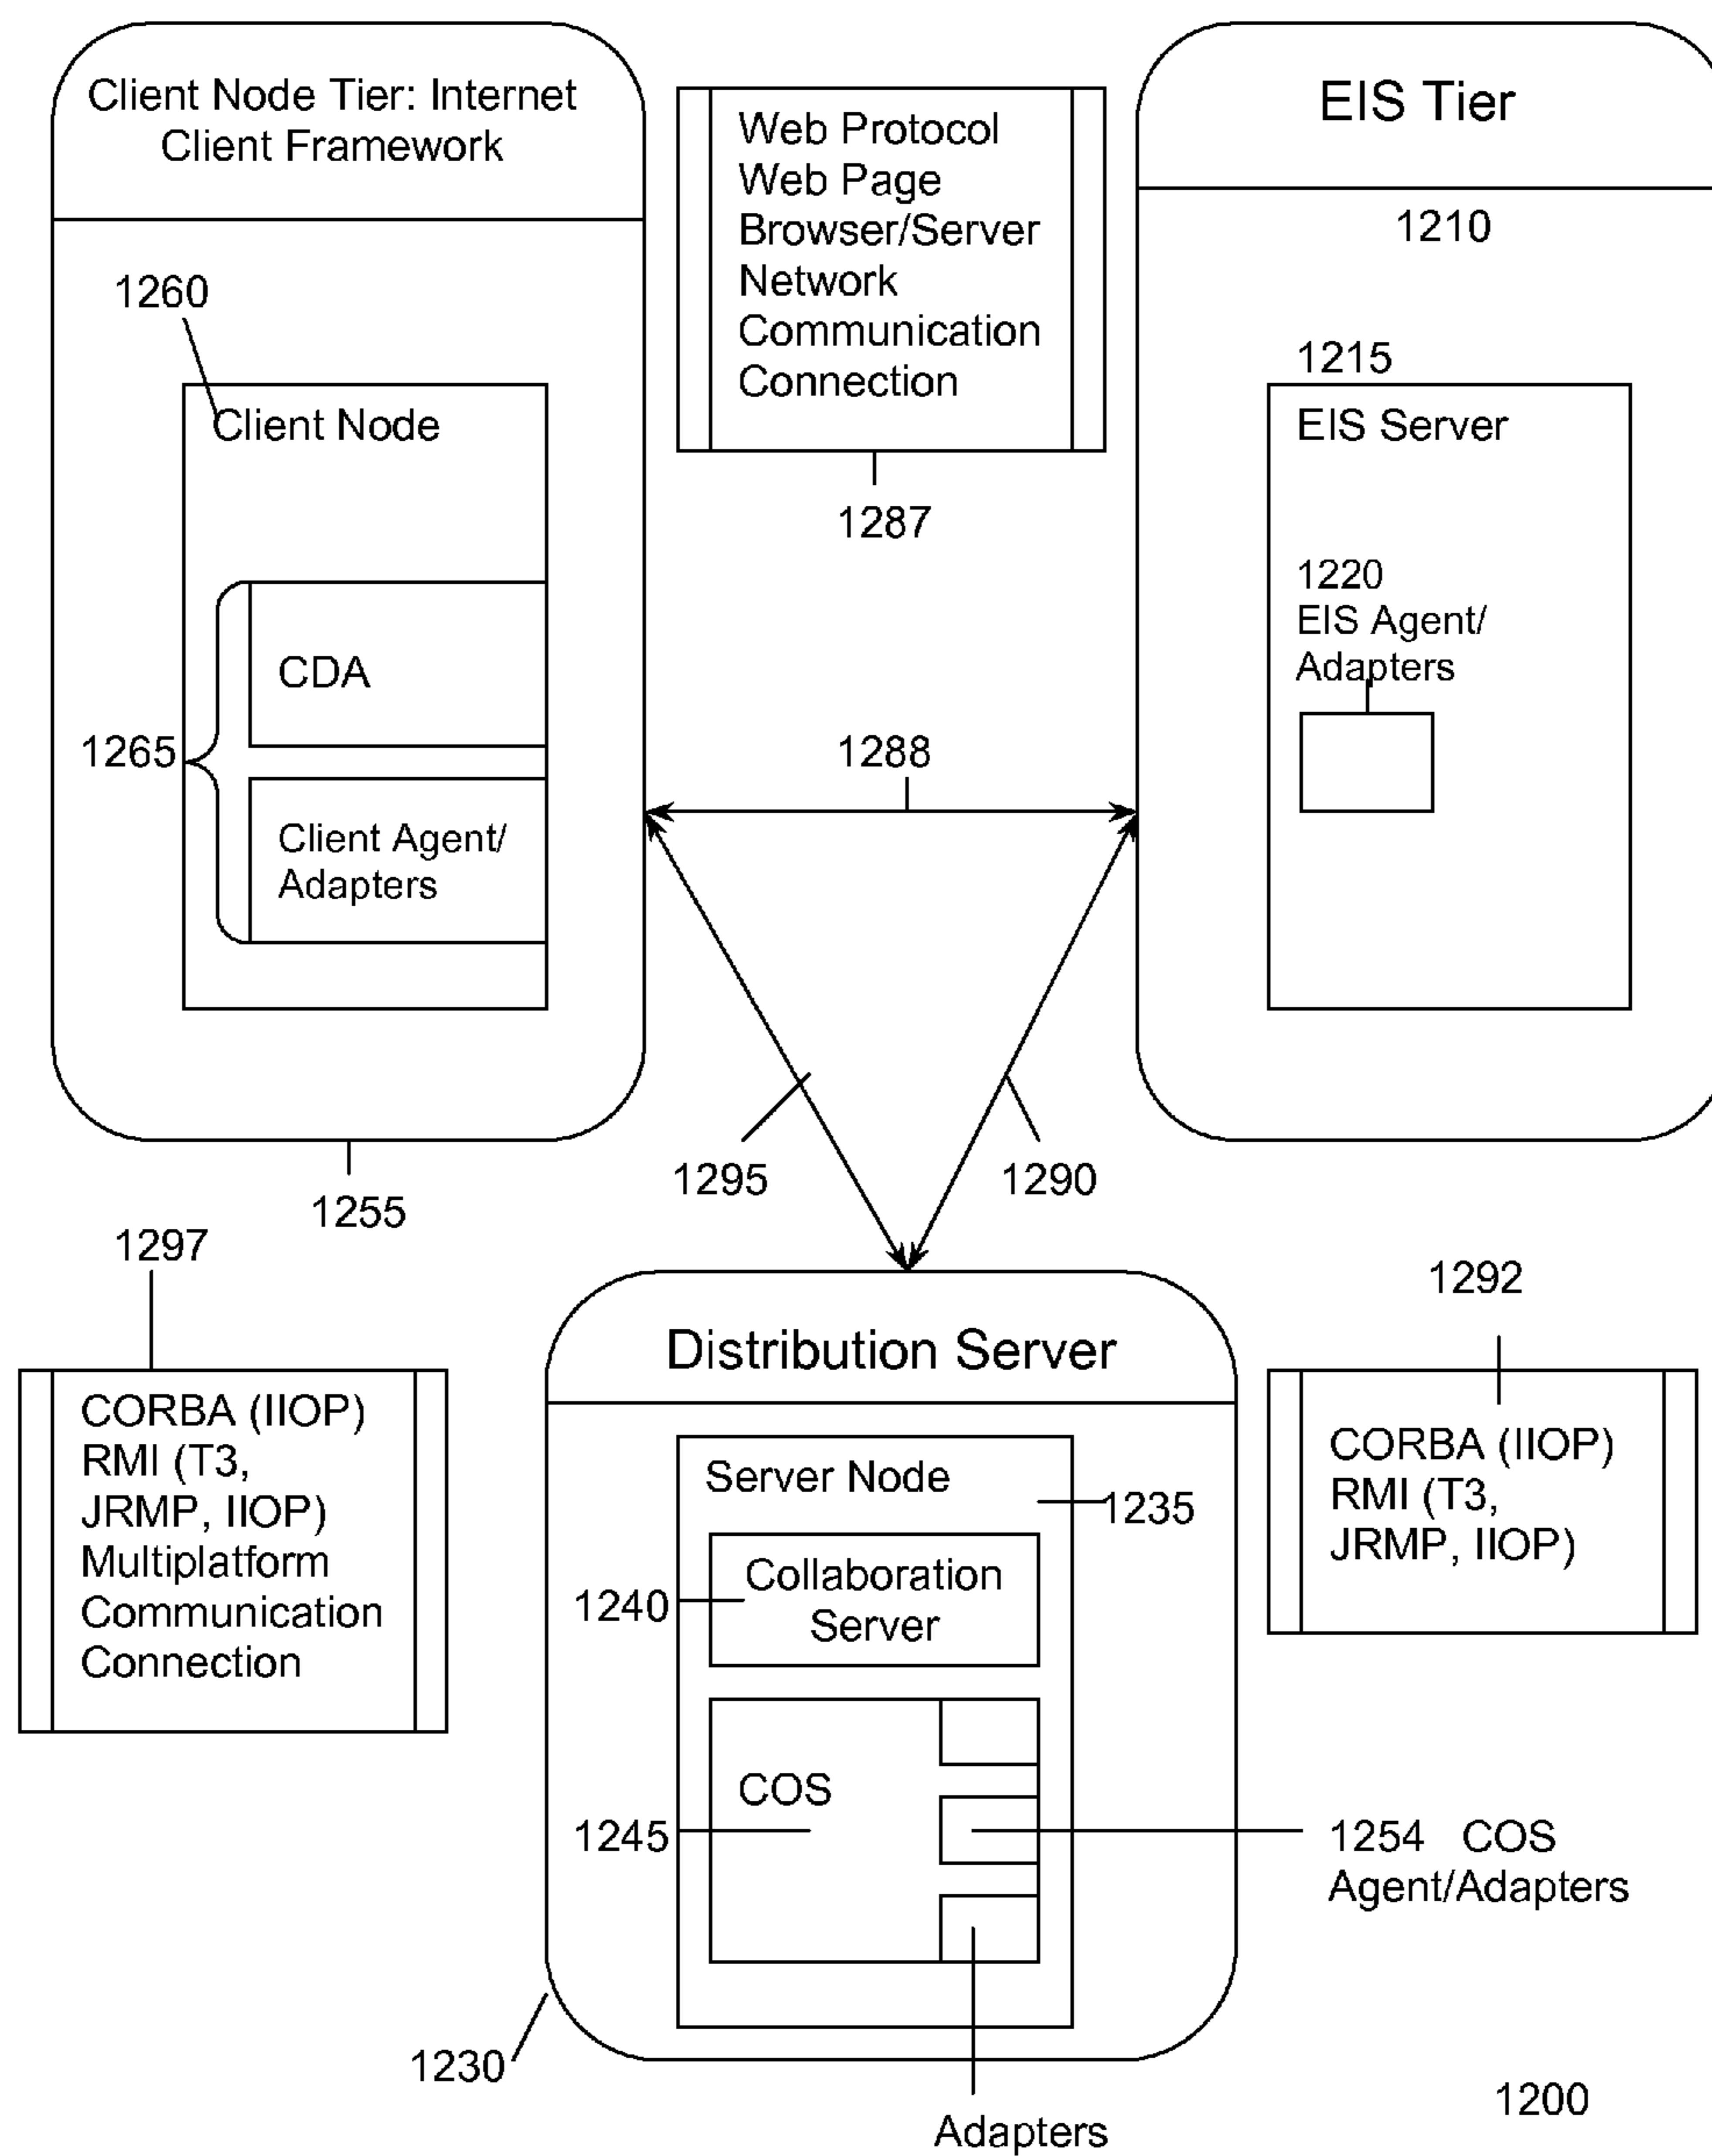 Client Node Tier: Internet
Client Framework
1260
Client Node
CDA
1265
Client Agent/
Adapters
1255
Web Protocol
Web Page
Browser/Server
Network
Communication
Connection
1287
EIS Tier
1210
1215
EIS Server
1220
EIS Agent/
Adapters
1288
1295
1290
1297
CORBA (IIOP)
RMI (T3,
JRMP, IIOP)
Multiplatform
Communication
Connection
Distribution Server
Server Node
1235
Collaboration
Server
1240
COS
1245
1254 COS
Agent/Adapters
1230
Adapters
1292
CORBA (IIOP)
RMI (T3,
JRMP, IIOP)
1200